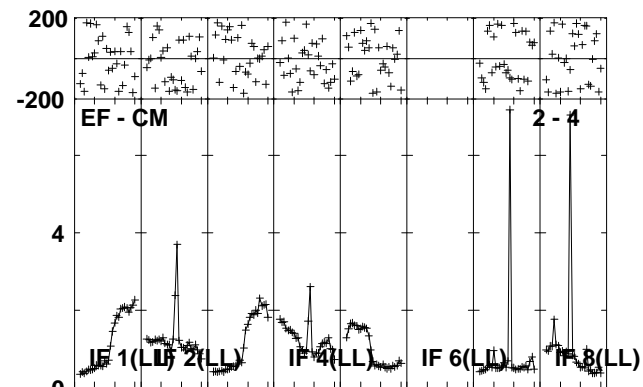 200
-200
EF - CM 2 - 4
4
IF 1(LL) IF 2(LL) IF 4(LL) IF 6(LL) IF 8(LL)
0